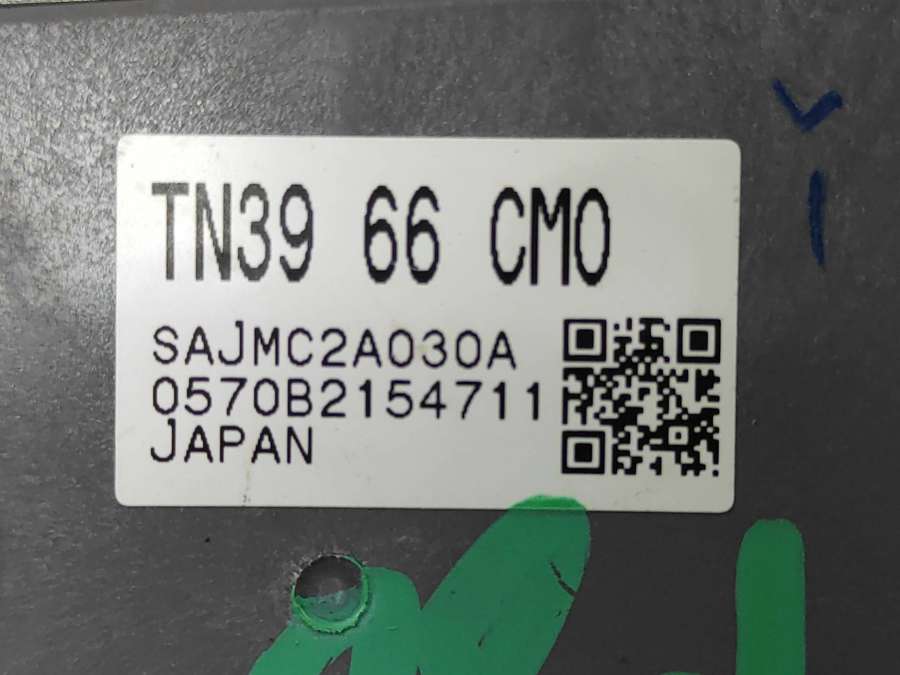 TN39 66 CM0
SAJMC2A030A
0570B2154711
JAPAN